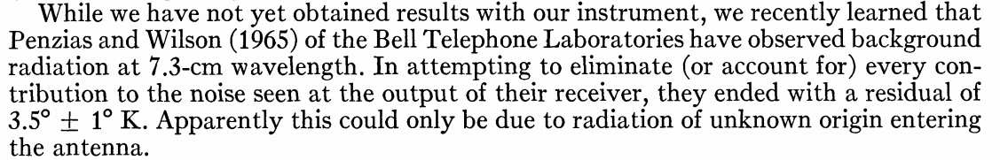 While we have not yet obtained results with our instrument, we recently learned that
Penzias and Wilson (1965) of the Bell Telephone Laboratories have observed background
radiation at 7.3-cm wavelength. In attempting to eliminate (or account for) every con-
tribution to the noise seen at the output of their receiver, they ended with a residual of
3.5° ± 1° K. Apparently this could only be due to radiation of unknown origin entering
the antenna.